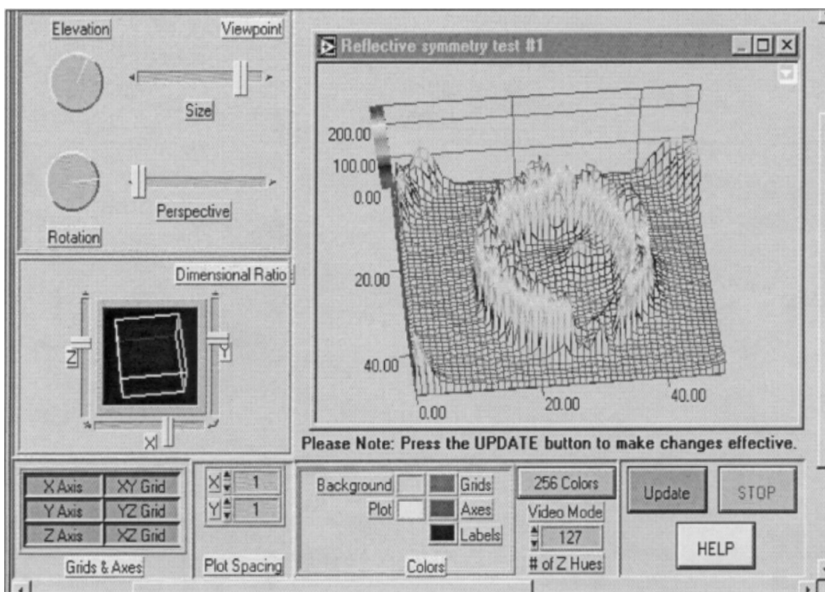 Elevation
Viewpoint
Size
Perspective
Rotation
Dimensional Ratio
Z
Y
X
Reflective symmetry test #1
200.00
100.00
0.00
20.00
40.00
0.00
20.00
40.00
Please Note: Press the UPDATE button to make changes effective.
X Axis XY Grid
Y Axis YZ Grid
Z Axis XZ Grid
Grids & Axes
X 1
Y 1
Plot Spacing
Background Grids
Plot Axes
Labels
Colors
256 Colors
Video Mode
127
# of Z Hues
Update
STOP
HELP